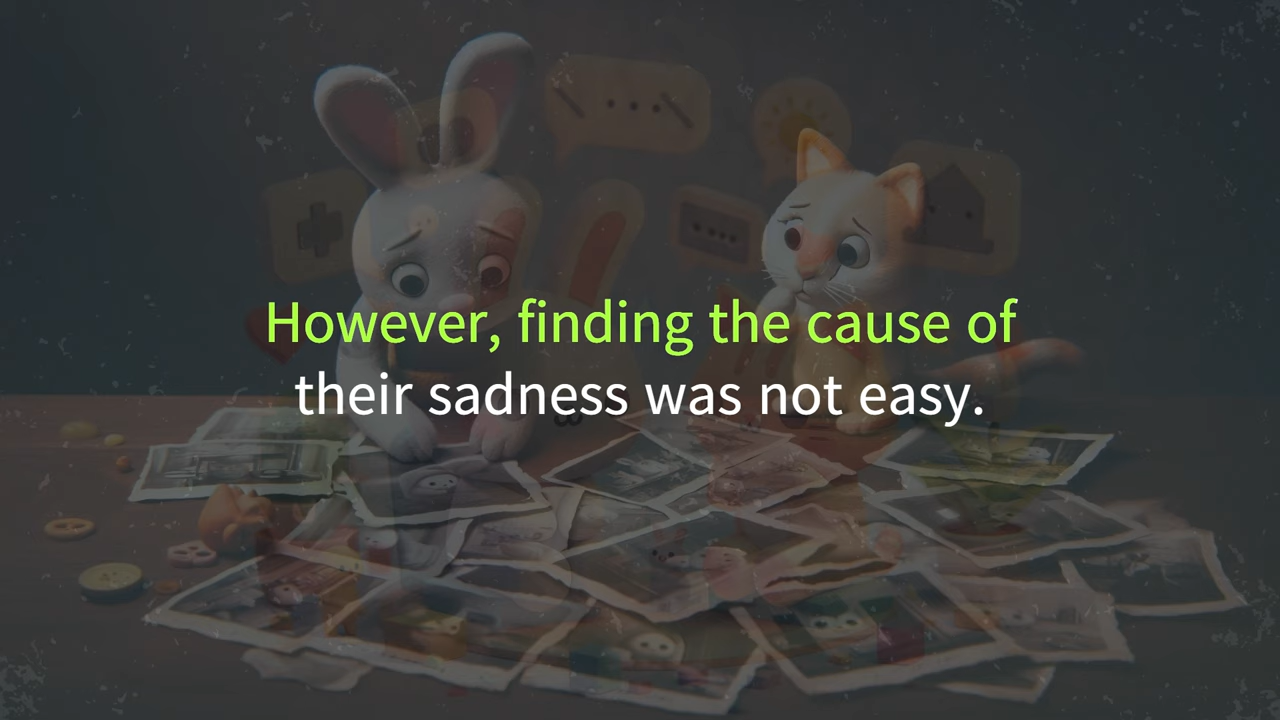 However, finding the cause of
their sadness was not easy.